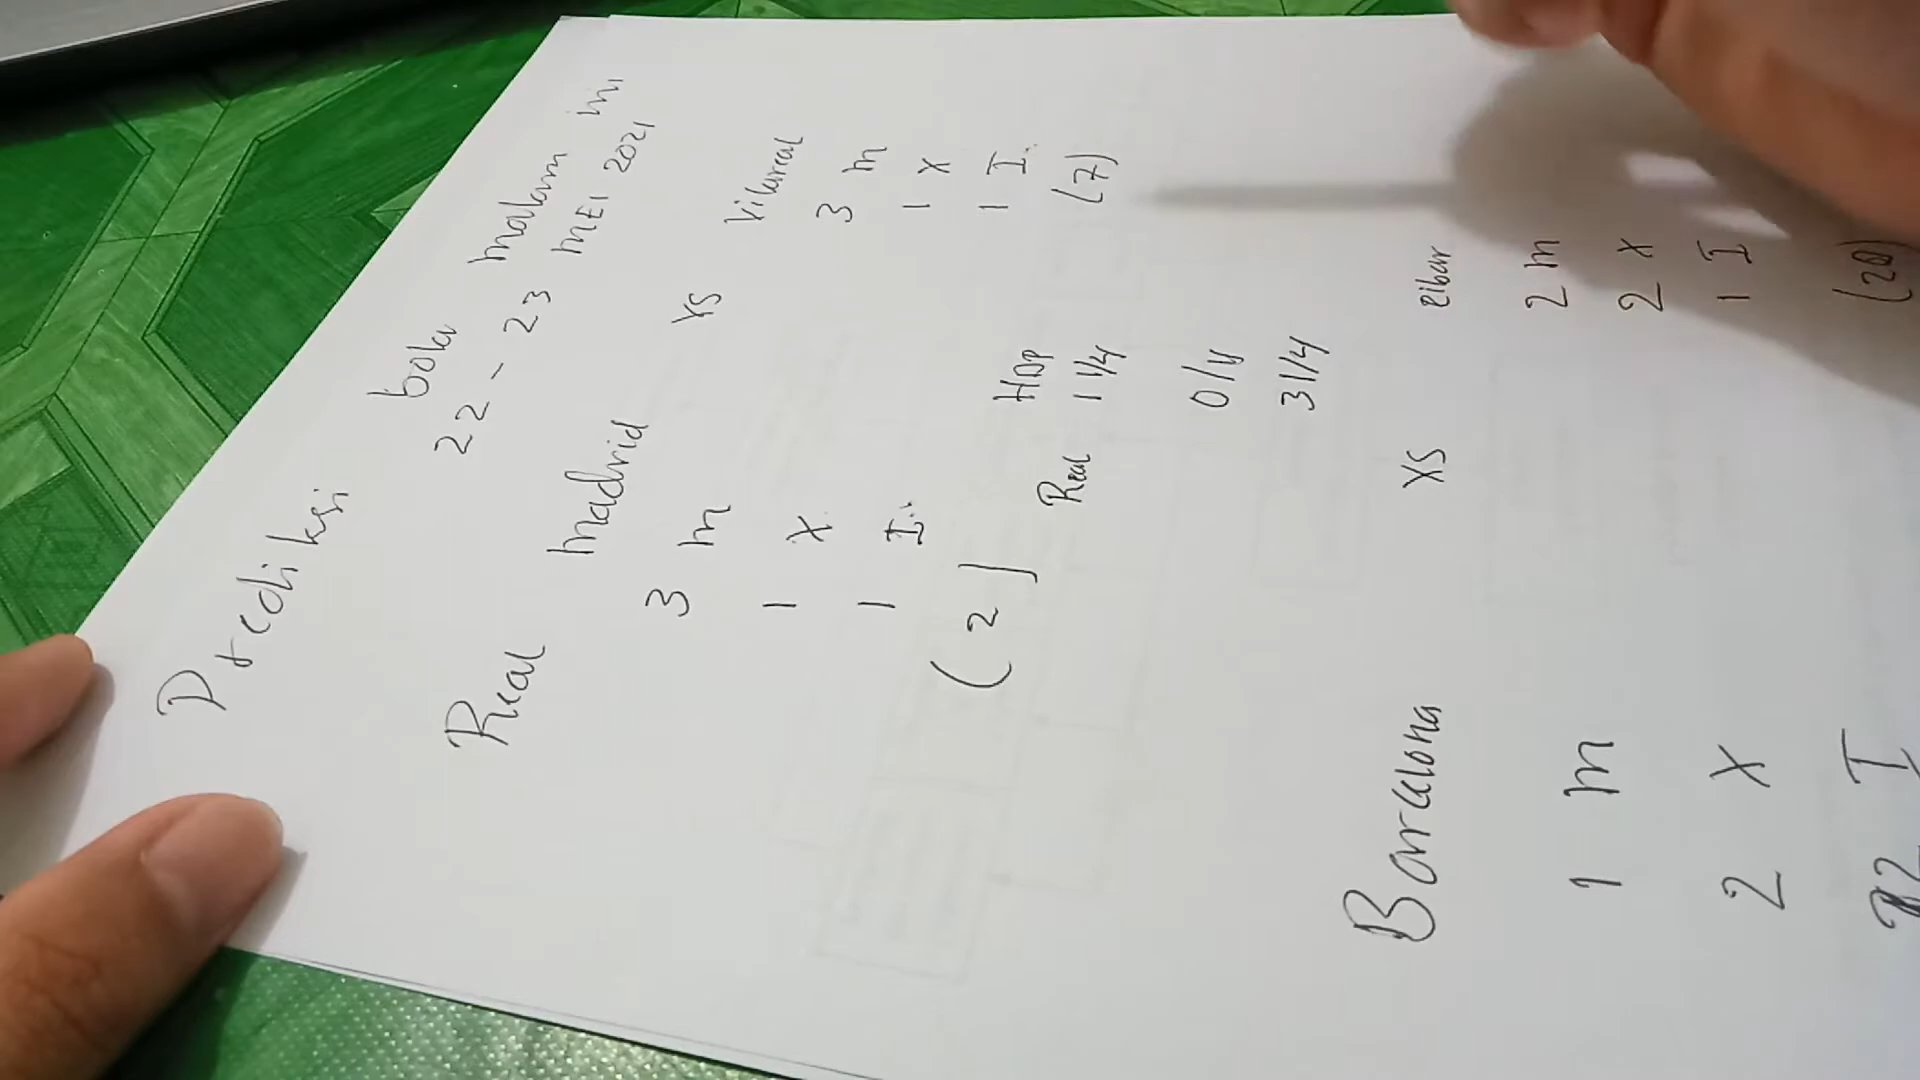 Prediksi bola malam ini
22 - 23 MEI 2021
Real Madrid vs Vilareal
3 m 3 m
1 X 1 X
1 I 1 I
(2) (7)
HDP
Real 1 1/4
0/4
3 1/4
Barcalona vs eibar
1 m 2 m
2 X 2 X
2 I 1 I
(20)